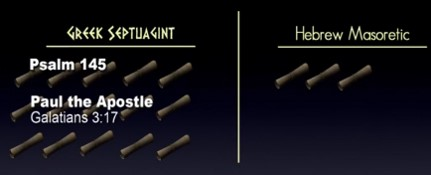 Greek Septuagint
Psalm 145
Paul the Apostle
Galatians 3:17
Hebrew Masoretic